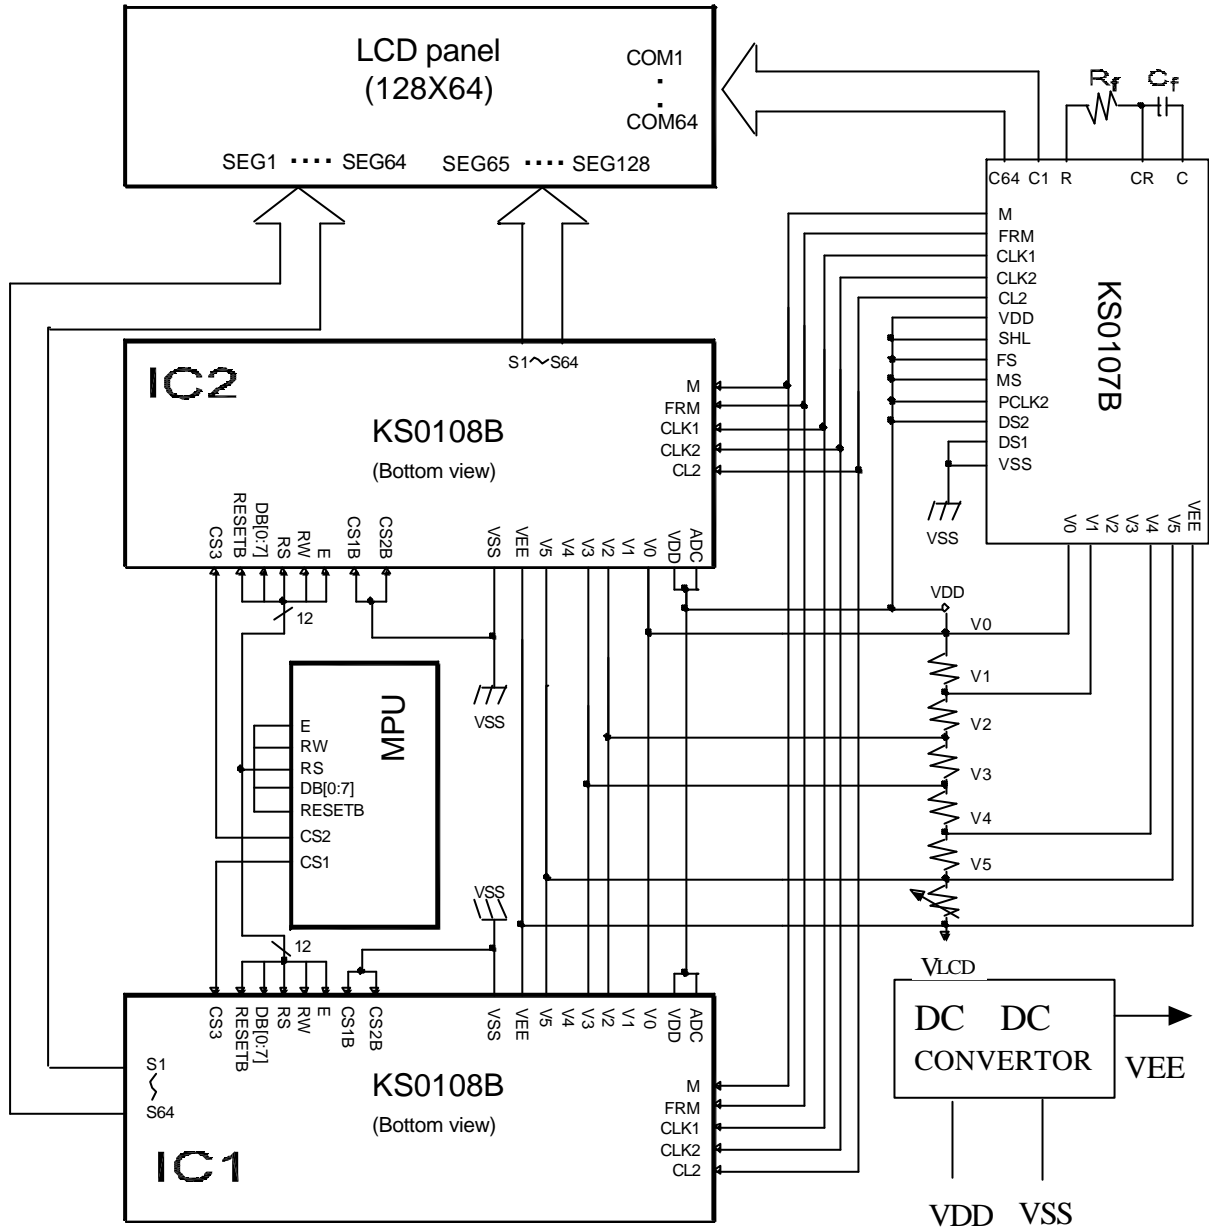 LCD panel
(128X64)
COM1
COM64
SEG1 ···· SEG64
SEG65 ···· SEG128
Rf
Cf
C64 C1 R CR C
M
FRM
CLK1
CLK2
CL2
VDD
SHL
FS
MS
PCLK2
DS2
DS1
VSS
KS0107B
V0 V1 V2 V3 V4 V5 VEE
VSS
IC2
S1~S64
KS0108B
(Bottom view)
M
FRM
CLK1
CLK2
CL2
CS3 RESETB DB[0:7] RS RW E CS1B CS2B VSS VEE V5 V4 V3 V2 V1 V0 VDD ADC
12
VSS
VDD
V0
V1
V2
V3
V4
V5
MPU
E
RW
RS
DB[0:7]
RESETB
CS2
CS1
VSS
12
CS3 RESETB DB[0:7] RS RW E CS1B CS2B VSS VEE V5 V4 V3 V2 V1 V0 VDD ADC
S1
S64
KS0108B
(Bottom view)
M
FRM
CLK1
CLK2
CL2
IC1
VLCD
DC DC
CONVERTOR
VEE
VDD VSS